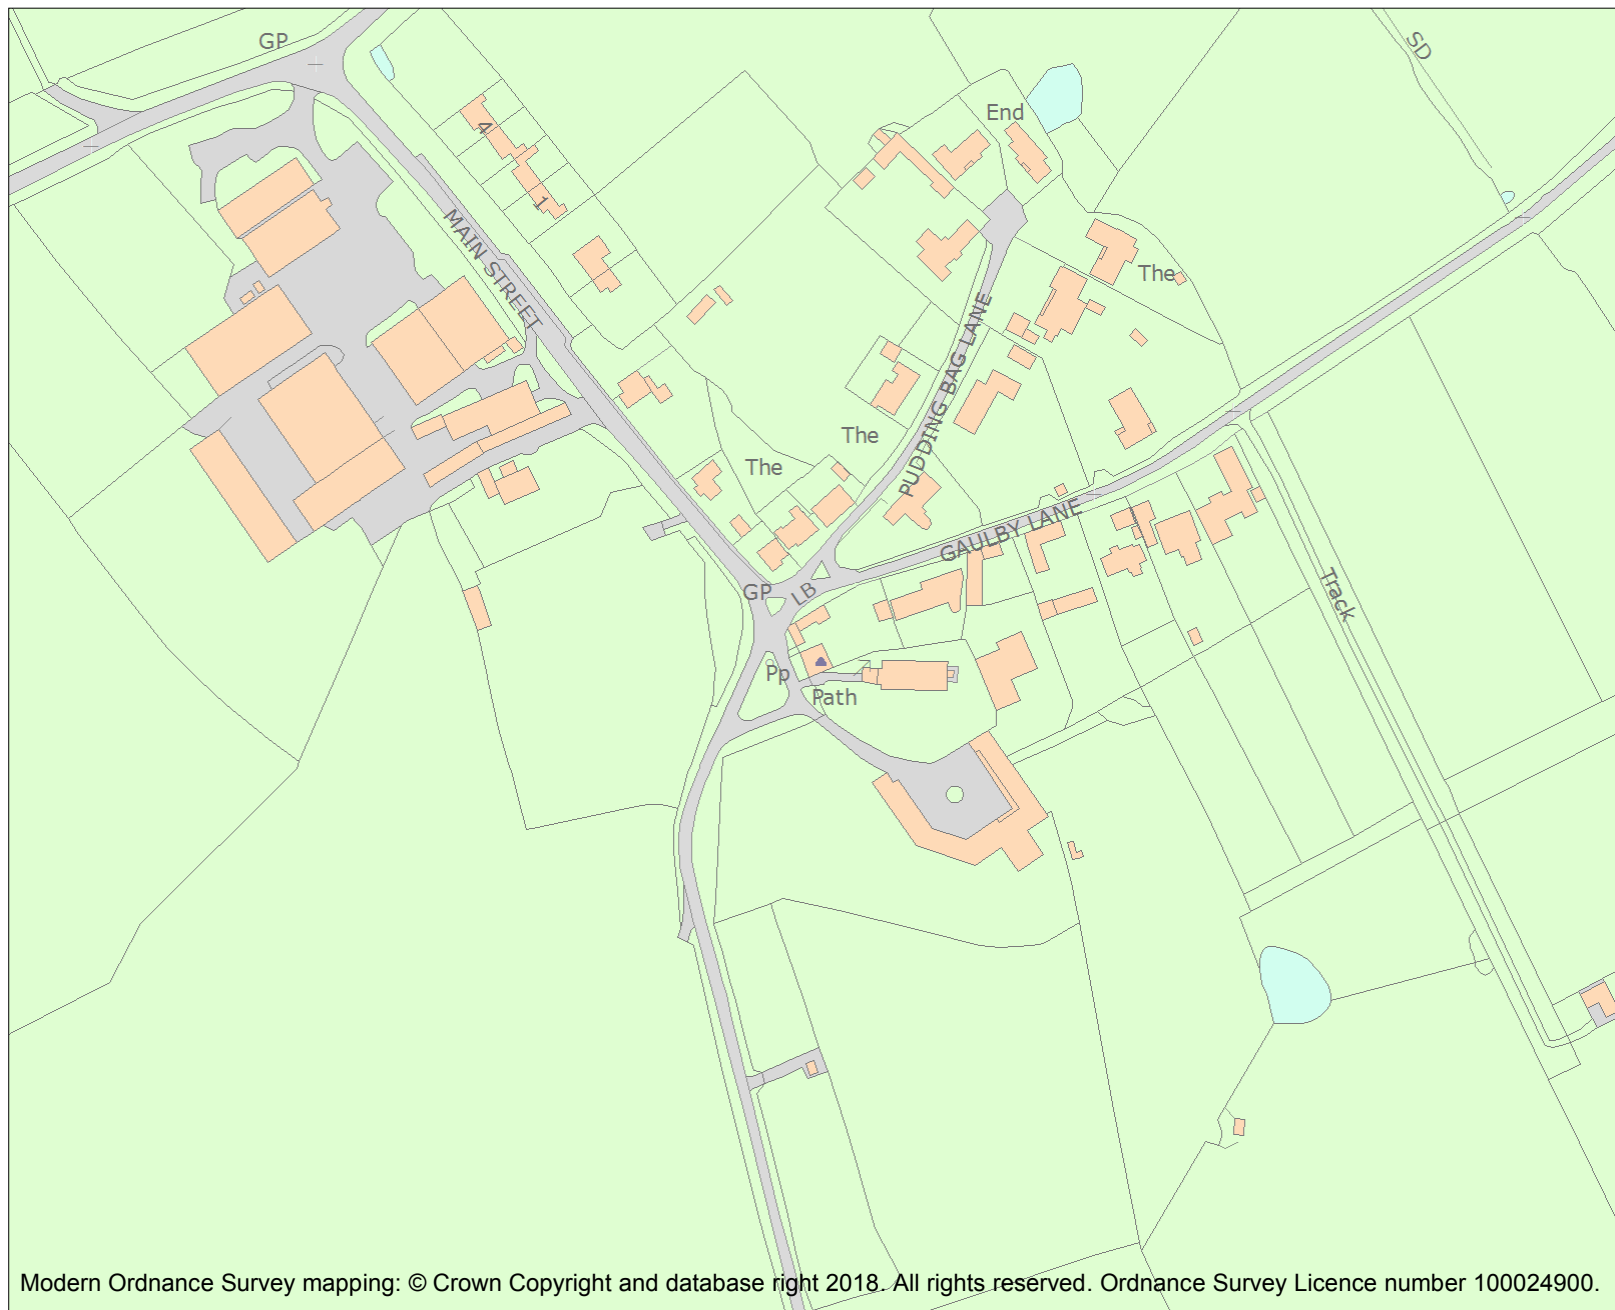 GP
SD
End
4
1
MAIN STREET
The
PUDDING BAG LANE
The
The
GAULBY LANE
Track
GP
LB
Pp
Path
Modern Ordnance Survey mapping: © Crown Copyright and database right 2018. All rights reserved. Ordnance Survey Licence number 100024900.